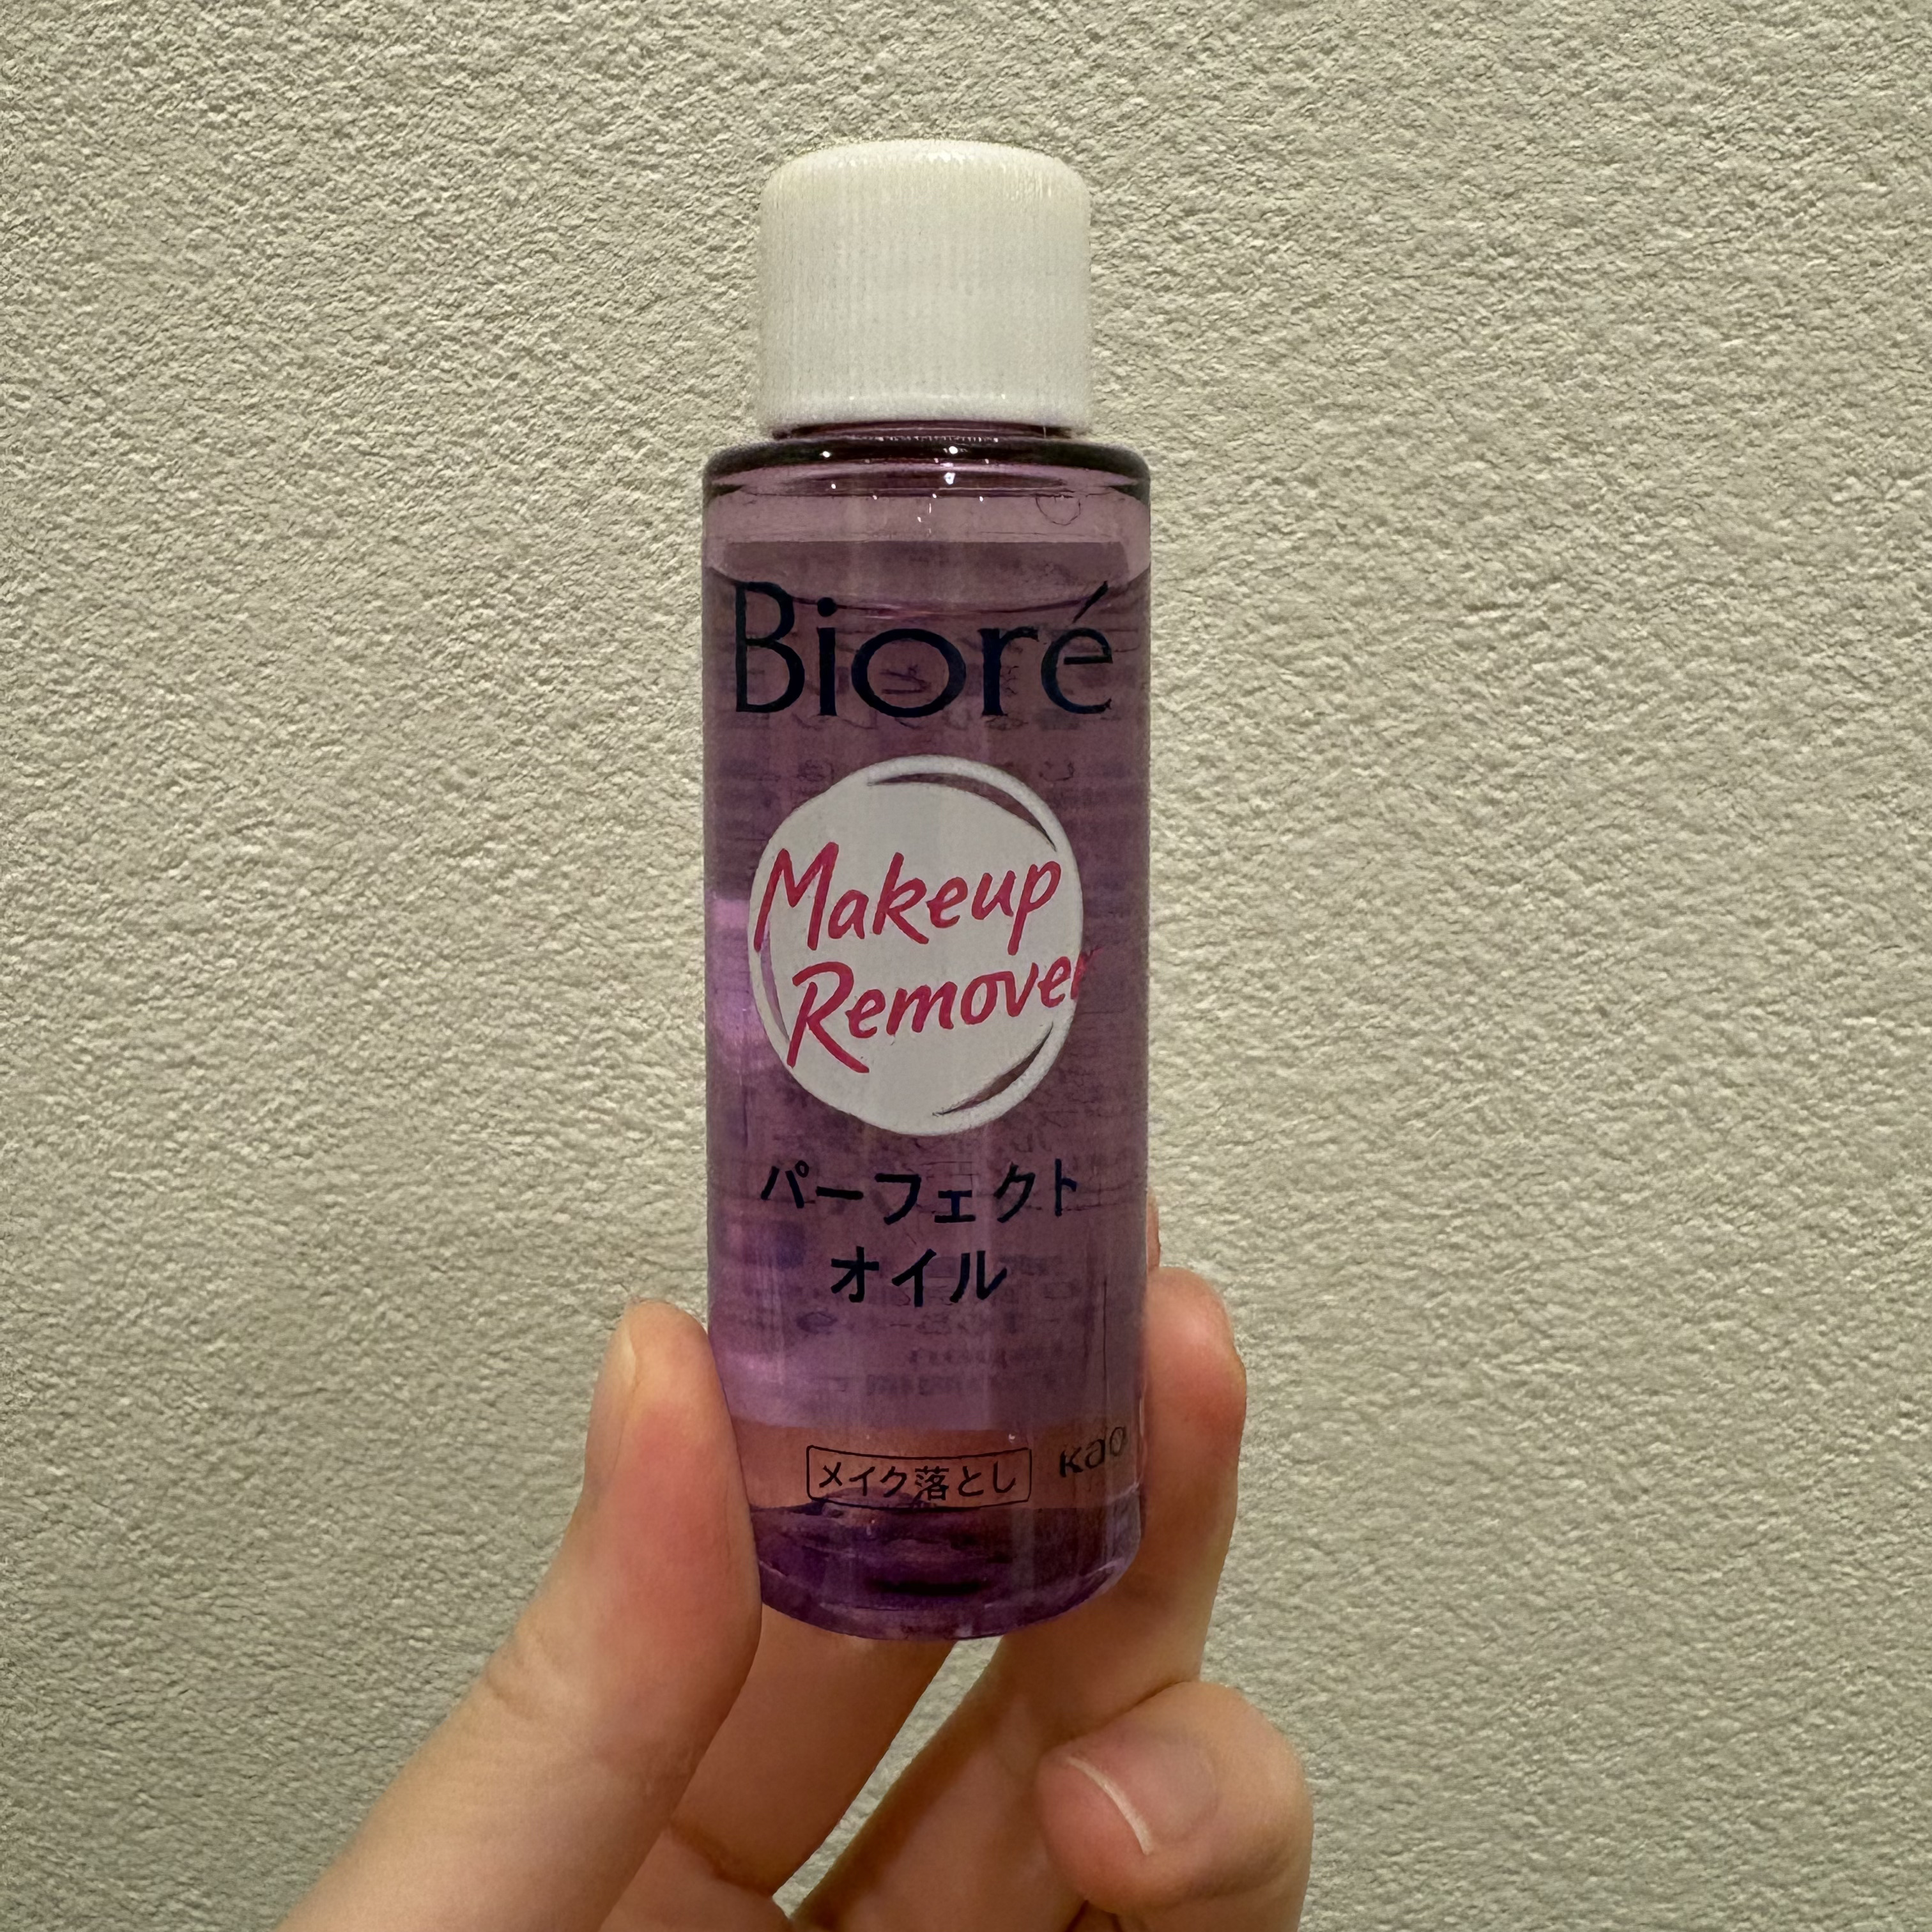 Bioré
Makeup
Remover
パーフェクト
オイル
メイク落とし
Kao